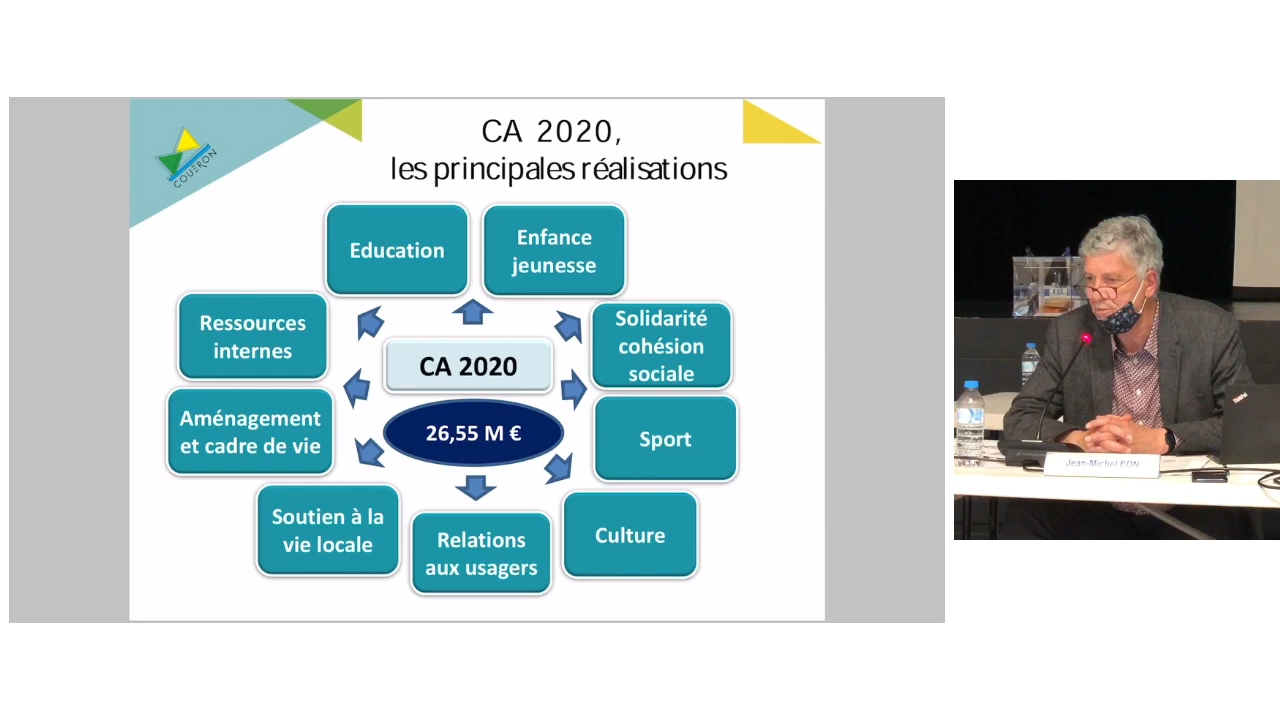 COUËRON
CA 2020,
les principales réalisations
Education
Enfance
jeunesse
Ressources
internes
Solidarité
cohésion
sociale
CA 2020
Aménagement
et cadre de vie
26,55 M €
Sport
Soutien à la
vie locale
Relations
aux usagers
Culture
Jean-Michel EON
ThinkPad